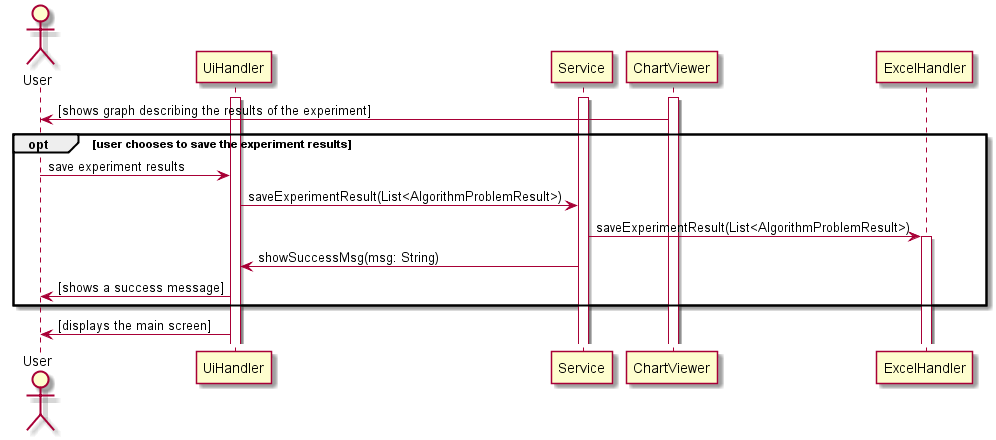 User
UiHandler
Service
ChartViewer
ExcelHandler
[shows graph describing the results of the experiment]
opt
[user chooses to save the experiment results]
save experiment results
saveExperimentResult(List<AlgorithmProblemResult>)
saveExperimentResult(List<AlgorithmProblemResult>)
showSuccessMsg(msg: String)
[shows a success message]
[displays the main screen]
User
UiHandler
Service
ChartViewer
ExcelHandler